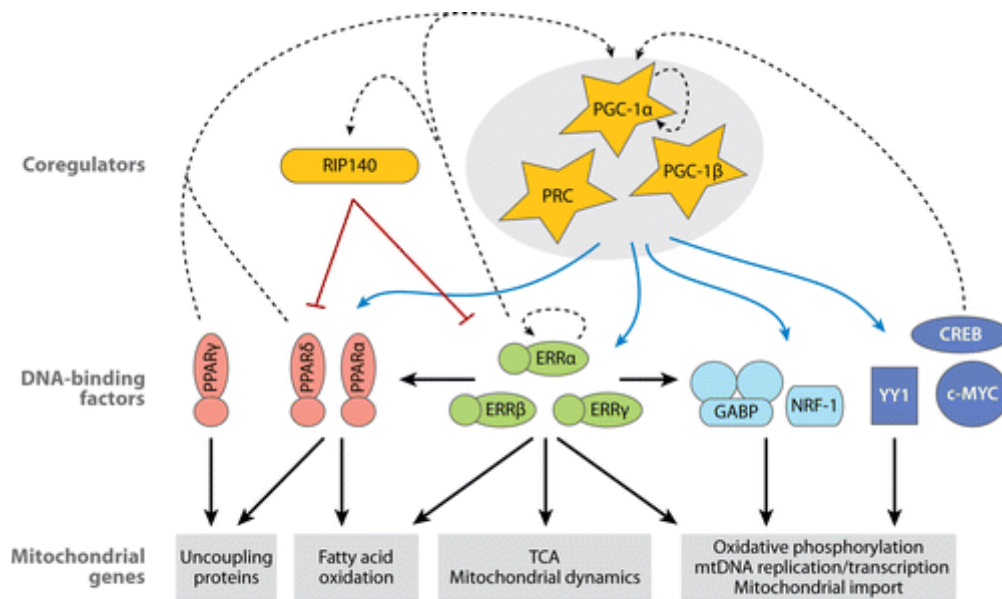 PGC-1α
Coregulators
RIP140
PGC-1β
PRC
DNA-binding
factors
PPARγ
PPARδ
PPARα
ERRα
ERRβ
ERRγ
GABP
NRF-1
YY1
CREB
c-MYC
Mitochondrial
genes
Uncoupling
proteins
Fatty acid
oxidation
TCA
Mitochondrial dynamics
Oxidative phosphorylation
mtDNA replication/transcription
Mitochondrial import